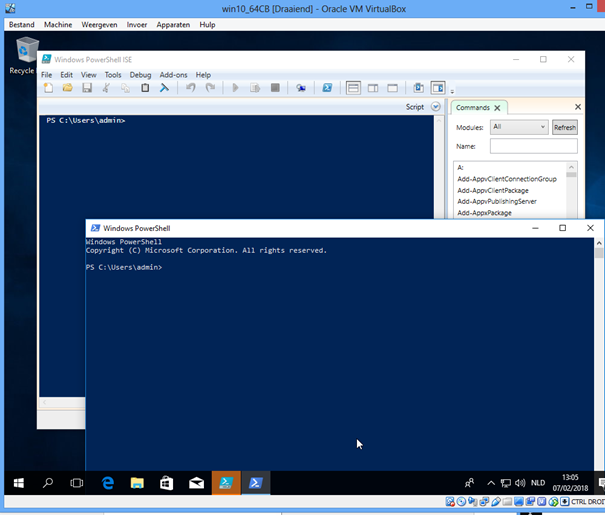 win10_64CB [Draaiend] - Oracle VM VirtualBox
Bestand Machine Weergeven Invoer Apparaten Hulp
Recycle
Windows PowerShell ISE
File Edit View Tools Debug Add-ons Help
Script
PS C:\Users\admin>
Commands
Modules: All Refresh
Name:
A:
Add-AppvClientConnectionGroup
Add-AppvClientPackage
Add-AppvPublishingServer
Add-AppxPackage
Windows PowerShell
Windows PowerShell
Copyright (C) Microsoft Corporation. All rights reserved.
PS C:\Users\admin>
NLD
13:05
07/02/2018
CTRL DROI